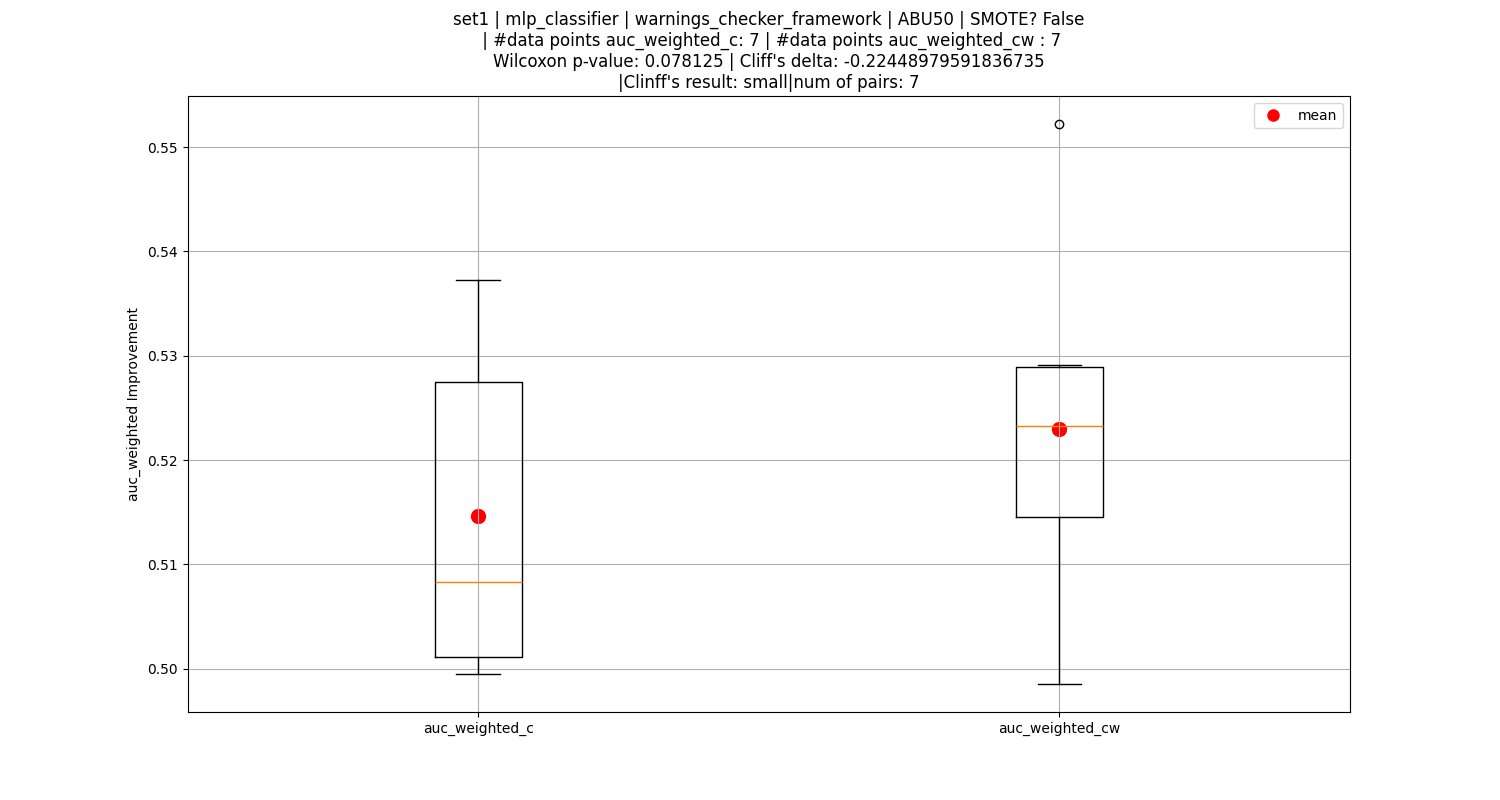 set1 | mlp_classifier | warnings_checker_framework | ABU50 | SMOTE? False
| #data points auc_weighted_c: 7 | #data points auc_weighted_cw : 7
Wilcoxon p-value: 0.078125 | Cliff's delta: -0.22448979591836735
|Clinff's result: small|num of pairs: 7
mean
0.55
0.54
0.53
0.52
0.51
0.50
auc_weighted Improvement
auc_weighted_c
auc_weighted_cw